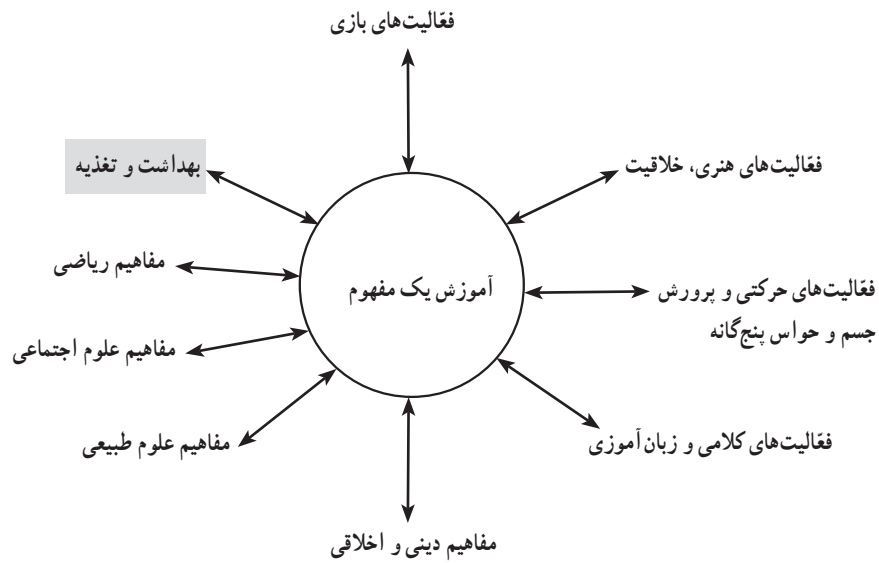 فعّالیت‌های بازی
فعّالیت‌های هنری، خلاقیت
بهداشت و تغذیه
مفاهیم ریاضی
آموزش یک مفهوم
فعّالیت‌های حرکتی و پرورش
جسم و حواس پنج‌گانه
مفاهیم علوم اجتماعی
فعّالیت‌های کلامی و زبان آموزی
مفاهیم علوم طبیعی
مفاهیم دینی و اخلاقی